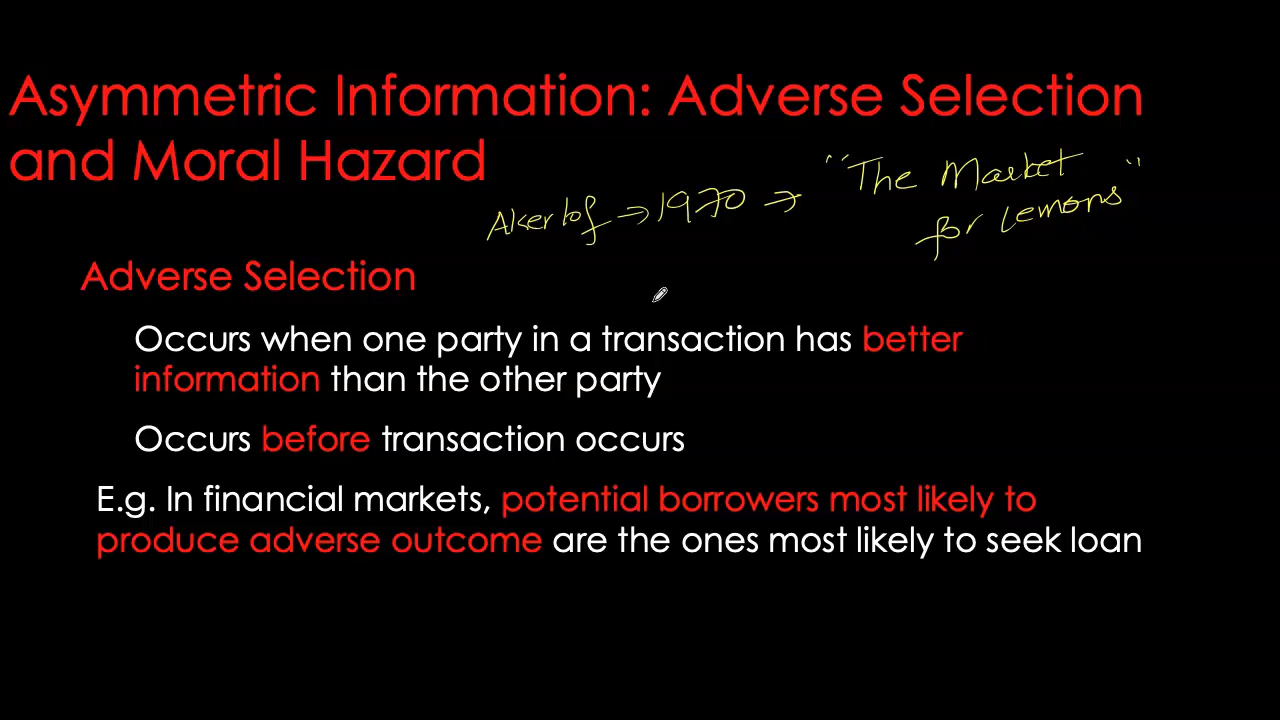 Asymmetric Information: Adverse Selection
and Moral Hazard
Akerlof → 1970 → "The Market
for Lemons"
Adverse Selection
Occurs when one party in a transaction has better
information than the other party
Occurs before transaction occurs
E.g. In financial markets, potential borrowers most likely to
produce adverse outcome are the ones most likely to seek loan